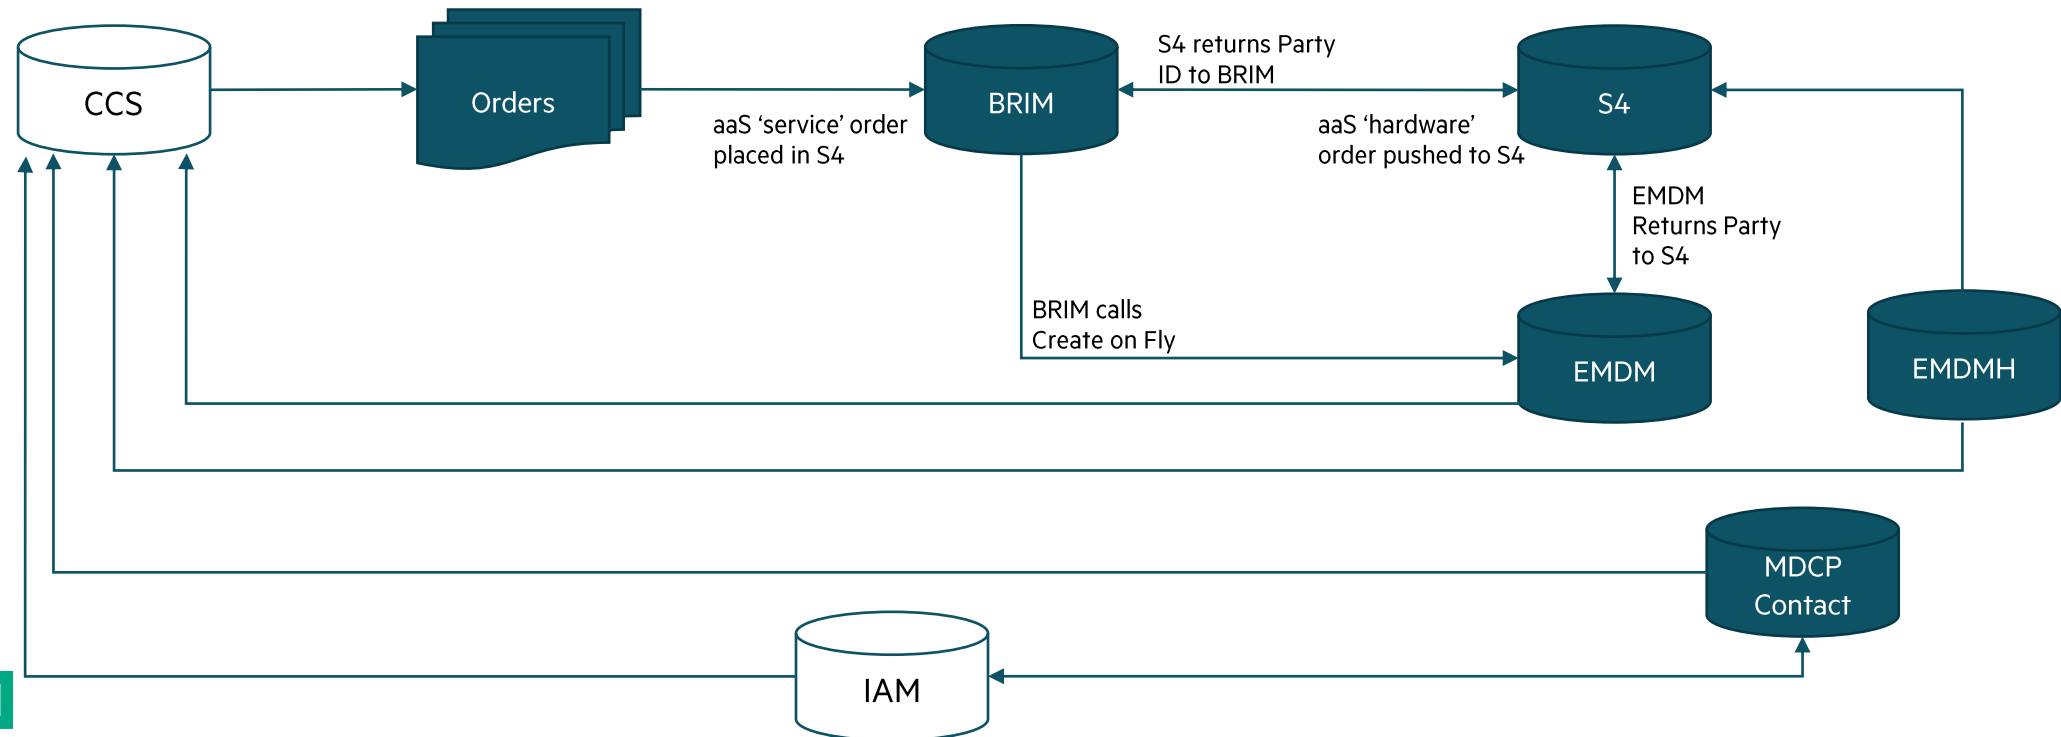 CCS
Orders
aaS ‘service’ order
placed in S4
BRIM
S4 returns Party
ID to BRIM
aaS ‘hardware’
order pushed to S4
S4
EMDM
Returns Party
to S4
BRIM calls
Create on Fly
EMDM
EMDMH
MDCP
Contact
IAM